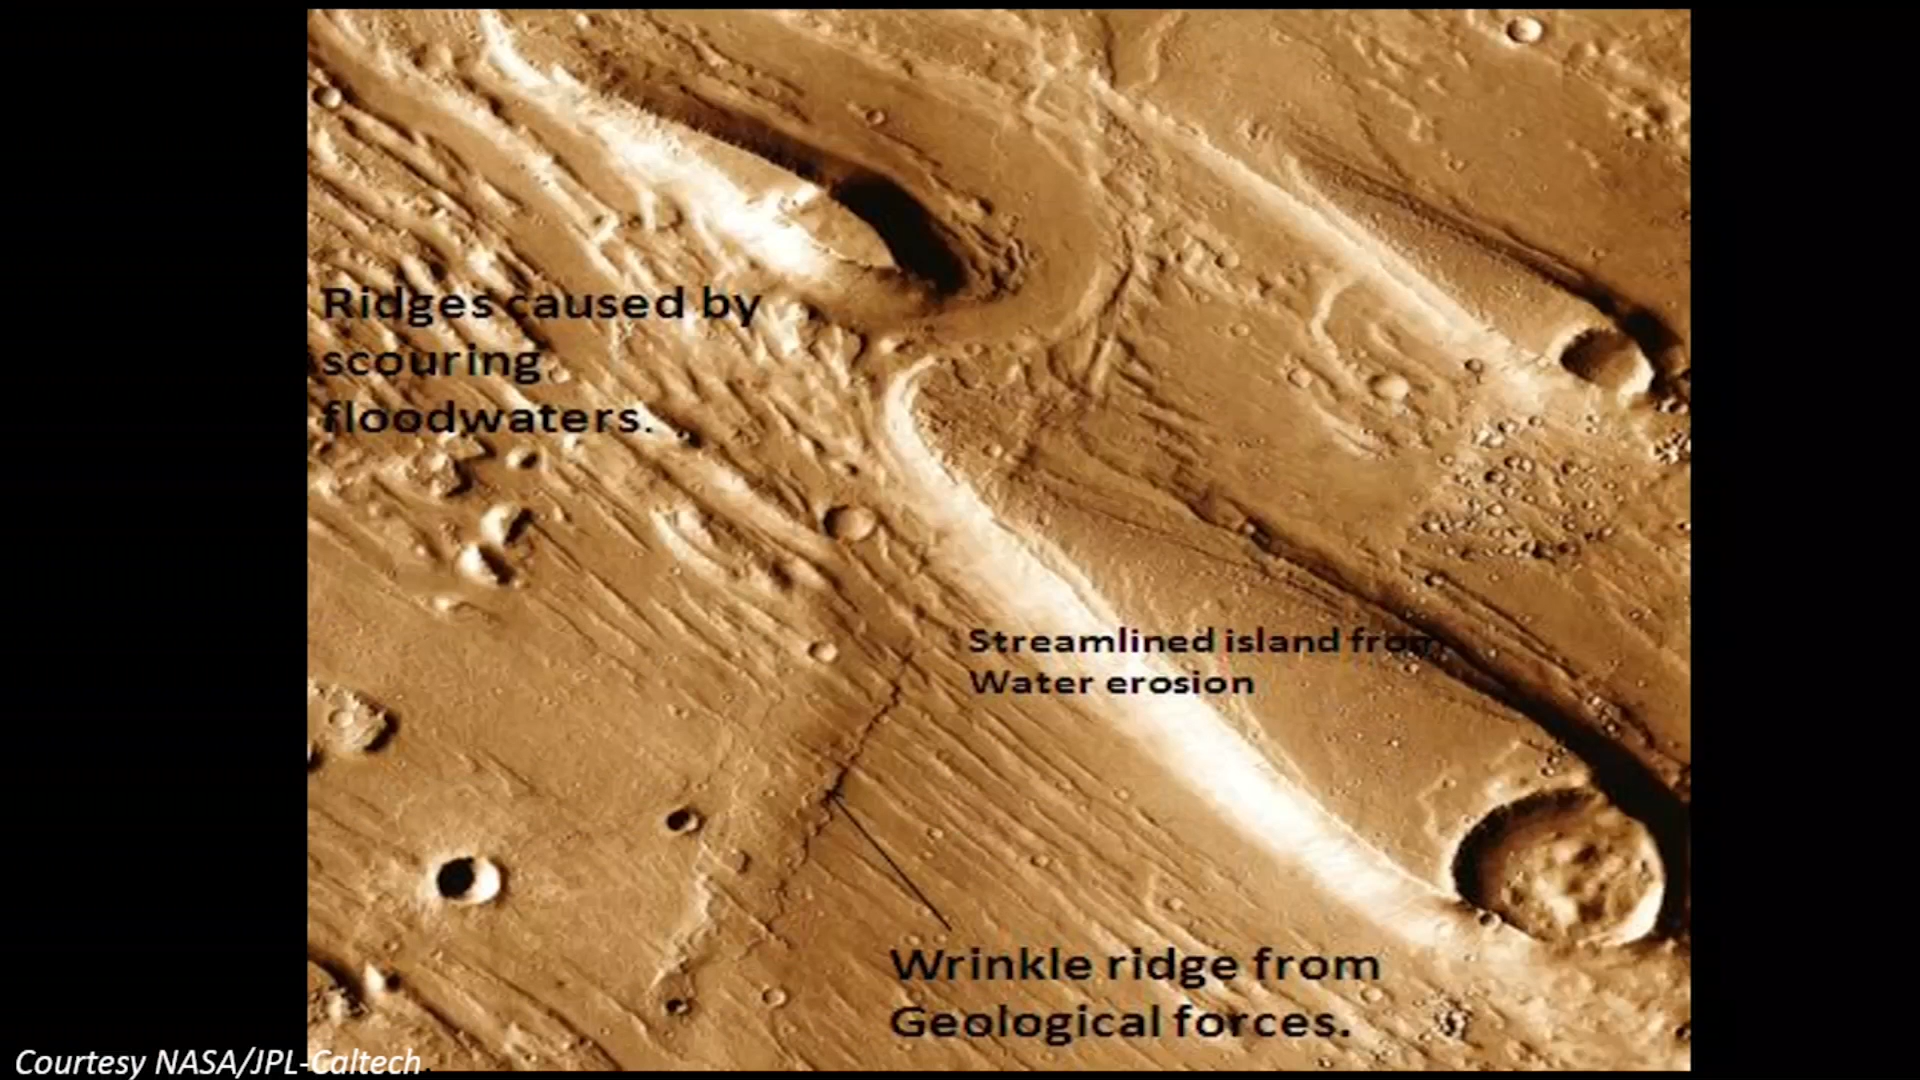 Ridges caused by
scouring
floodwaters.
Streamlined island from
Water erosion
Wrinkle ridge from
Geological forces.
Courtesy NASA/JPL-Caltech